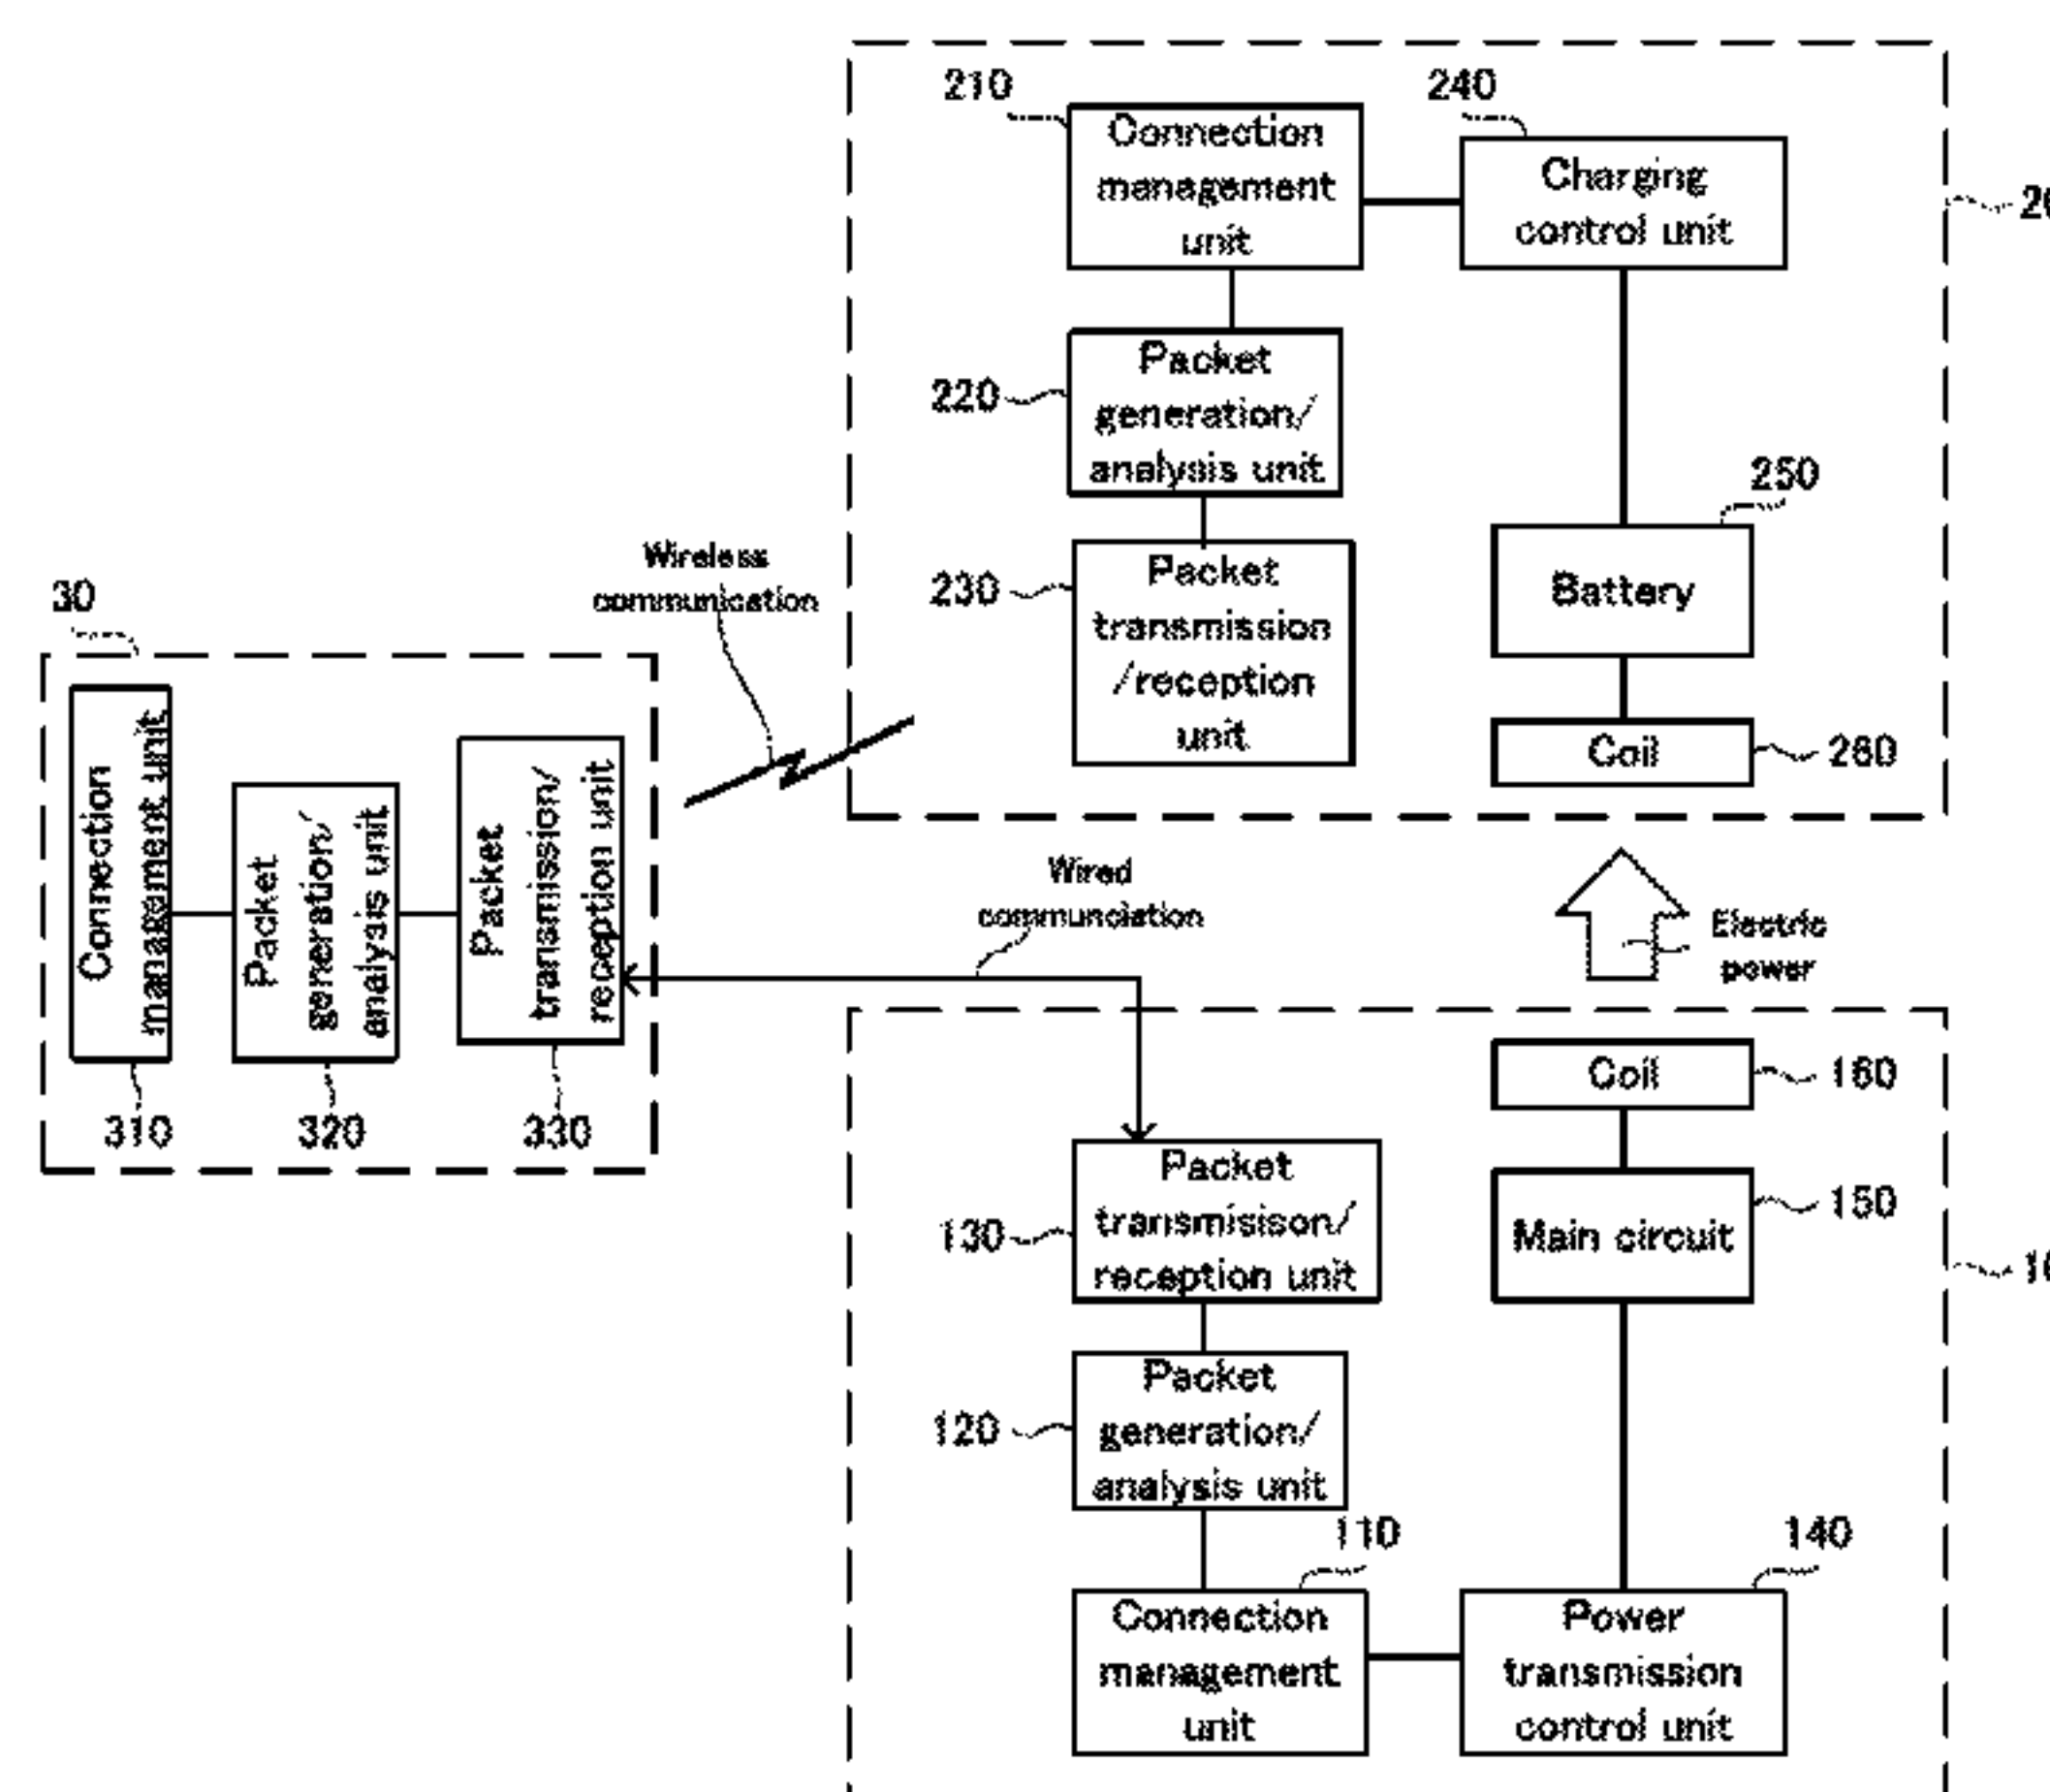 210
Connection
management
unit
240
Charging
control unit
220
Packet
generation/
analysis unit
250
Battery
230
Packet
transmission
/reception
unit
Coil
260
Wireless
communication
30
Connection
management unit
Packet
generation/
analysis unit
Packet
transmission/
reception unit
310
320
330
Wired
communciation
Electric
power
Coil
160
Main circuit
150
130
Packet
transmisison/
reception unit
120
Packet
generation/
analysis unit
110
Connection
management
unit
140
Power
transmission
control unit